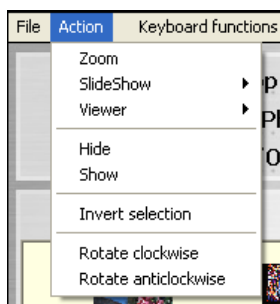 File Action Keyboard functions
Zoom
SlideShow
Viewer
Hide
Show
Invert selection
Rotate clockwise
Rotate anticlockwise